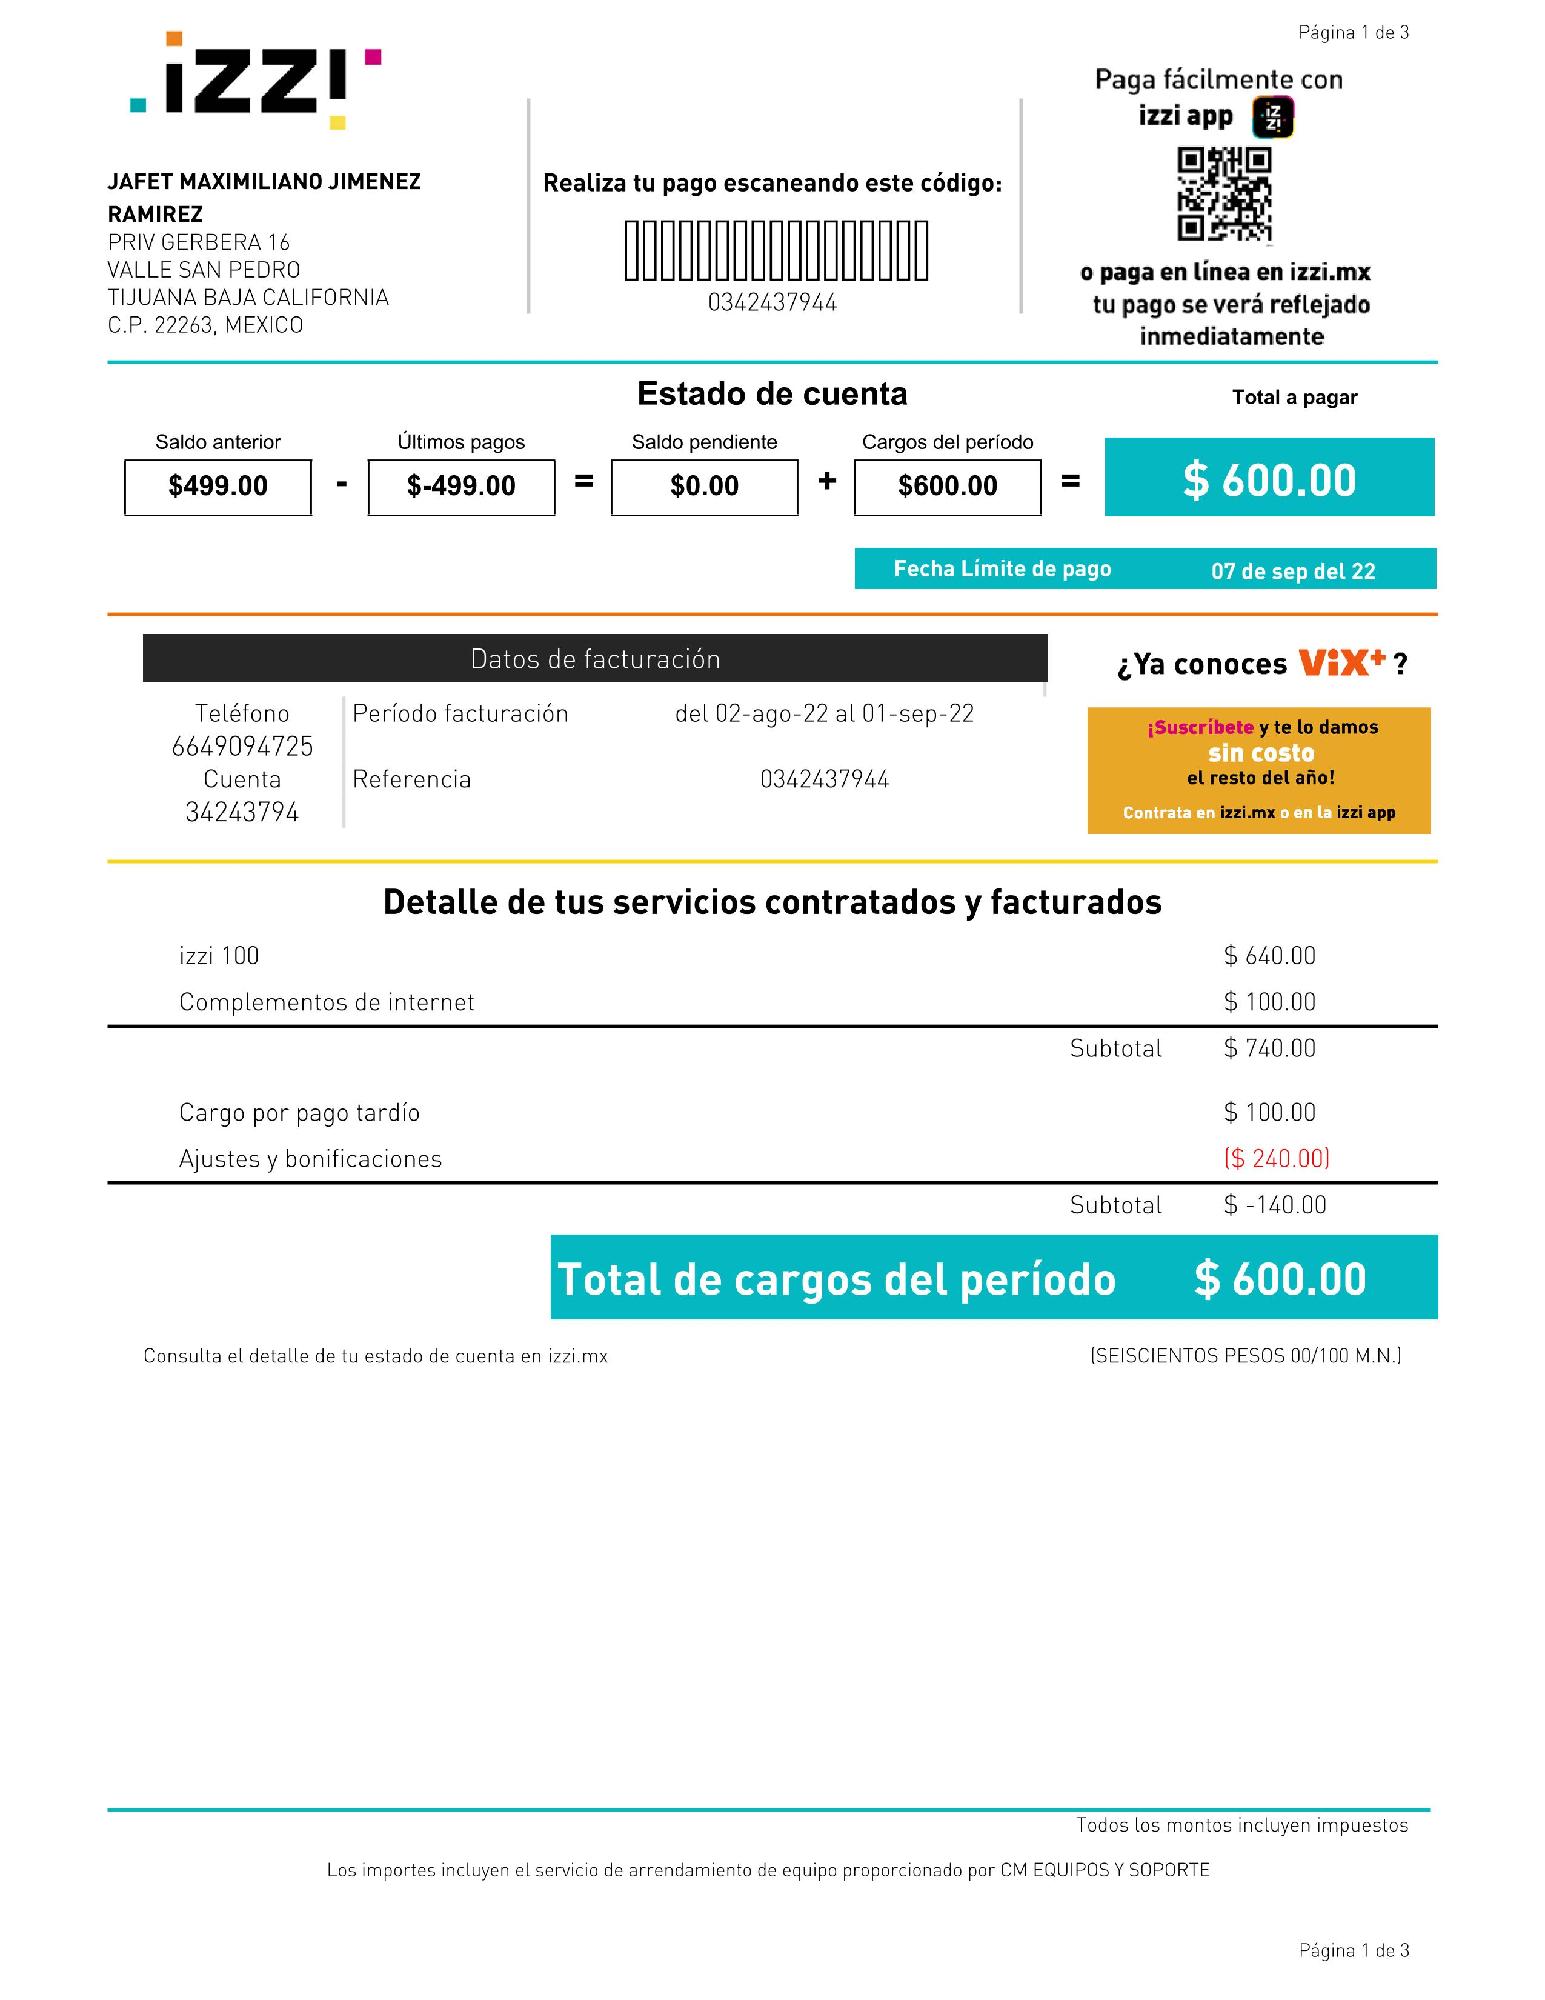 Página 1 de 3
izzi
Paga fácilmente con
izzi app
izzi
JAFET MAXIMILIANO JIMENEZ
RAMIREZ
PRIV GERBERA 16
VALLE SAN PEDRO
TIJUANA BAJA CALIFORNIA
C.P. 22263, MEXICO
Realiza tu pago escaneando este código:
0342437944
o paga en línea en izzi.mx
tu pago se verá reflejado
inmediatamente
Estado de cuenta
Total a pagar
Saldo anterior Últimos pagos Saldo pendiente Cargos del período
$499.00 - $-499.00 = $0.00 + $600.00 = $ 600.00
Fecha Límite de pago 07 de sep del 22
Datos de facturación
¿Ya conoces ViX+ ?
Teléfono
6649094725
Cuenta
34243794
Período facturación del 02-ago-22 al 01-sep-22
Referencia 0342437944
¡Suscríbete y te lo damos
sin costo
el resto del año!
Contrata en izzi.mx o en la izzi app
Detalle de tus servicios contratados y facturados
izzi 100 $ 640.00
Complementos de internet $ 100.00
Subtotal $ 740.00
Cargo por pago tardío $ 100.00
Ajustes y bonificaciones ($ 240.00)
Subtotal $ -140.00
Total de cargos del período $ 600.00
Consulta el detalle de tu estado de cuenta en izzi.mx (SEISCIENTOS PESOS 00/100 M.N.)
Todos los montos incluyen impuestos
Los importes incluyen el servicio de arrendamiento de equipo proporcionado por CM EQUIPOS Y SOPORTE
Página 1 de 3